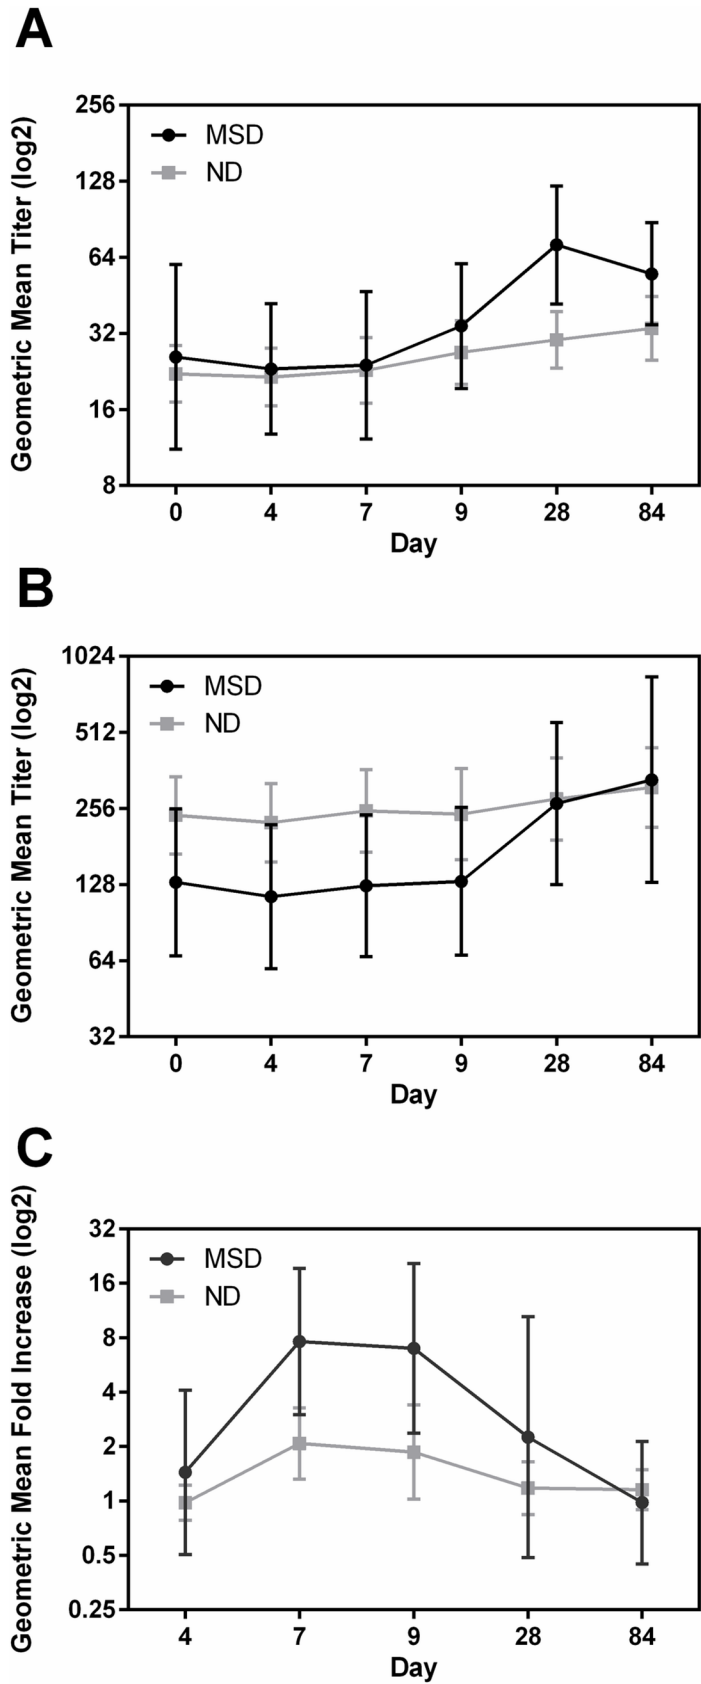 A
Geometric Mean Titer (log2)
256
128
64
32
16
8
MSD
ND
0 4 7 9 28 84
Day
B
Geometric Mean Titer (log2)
1024
512
256
128
64
32
MSD
ND
0 4 7 9 28 84
Day
C
Geometric Mean Fold Increase (log2)
32
16
8
4
2
1
0.5
0.25
MSD
ND
4 7 9 28 84
Day